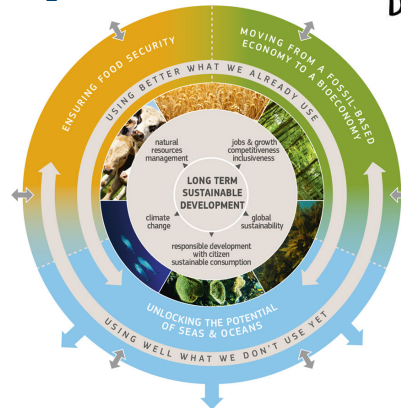 ENSURING FOOD SECURITY
MOVING FROM A FOSSIL-BASED
ECONOMY TO A BIOECONOMY
USING BETTER WHAT WE ALREADY USE
natural
resources
management
jobs & growth
competitiveness
inclusiveness
LONG TERM
SUSTAINABLE
DEVELOPMENT
climate
change
global
sustainability
responsible development
with citizen
sustainable consumption
UNLOCKING THE POTENTIAL
OF SEAS & OCEANS
USING WELL WHAT WE DON'T USE YET